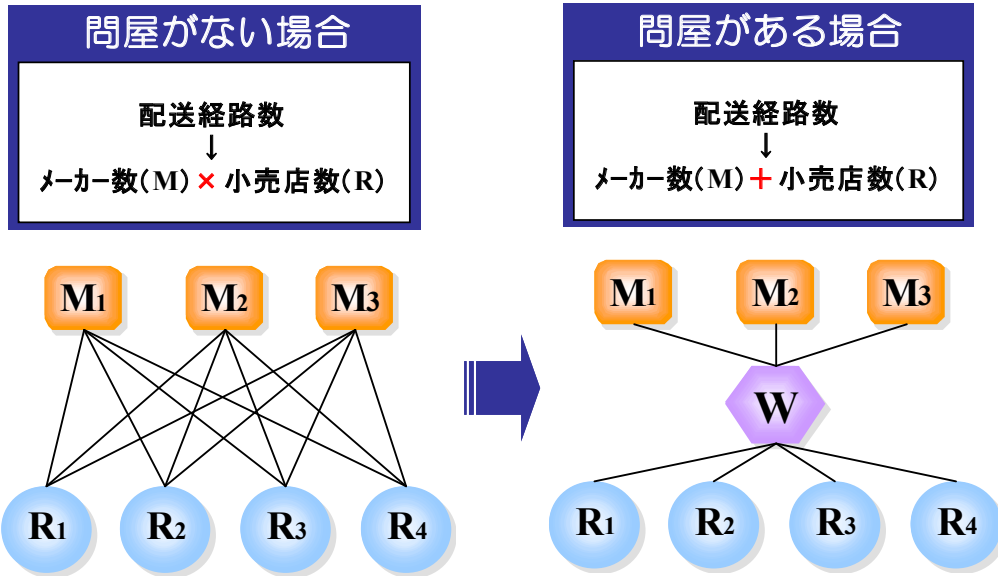 問屋がない場合
配送経路数
↓
ﾒｰｶｰ数(M) × 小売店数(R)
M1 M2 M3
R1 R2 R3 R4
問屋がある場合
配送経路数
↓
ﾒｰｶｰ数(M) ＋ 小売店数(R)
M1 M2 M3
W
R1 R2 R3 R4